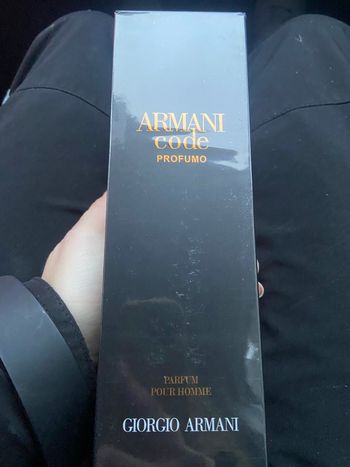 ARMANI
code
PROFUMO
PARFUM
POUR HOMME
GIORGIO ARMANI